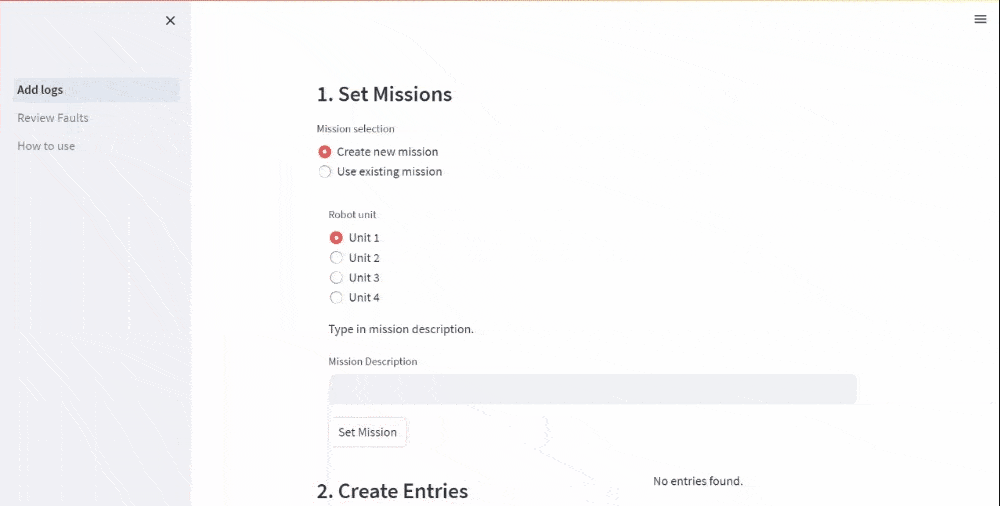 Add logs
Review Faults
How to use
1. Set Missions
Mission selection
Create new mission
Use existing mission
Robot unit
Unit 1
Unit 2
Unit 3
Unit 4
Type in mission description.
Mission Description
Set Mission
2. Create Entries
No entries found.